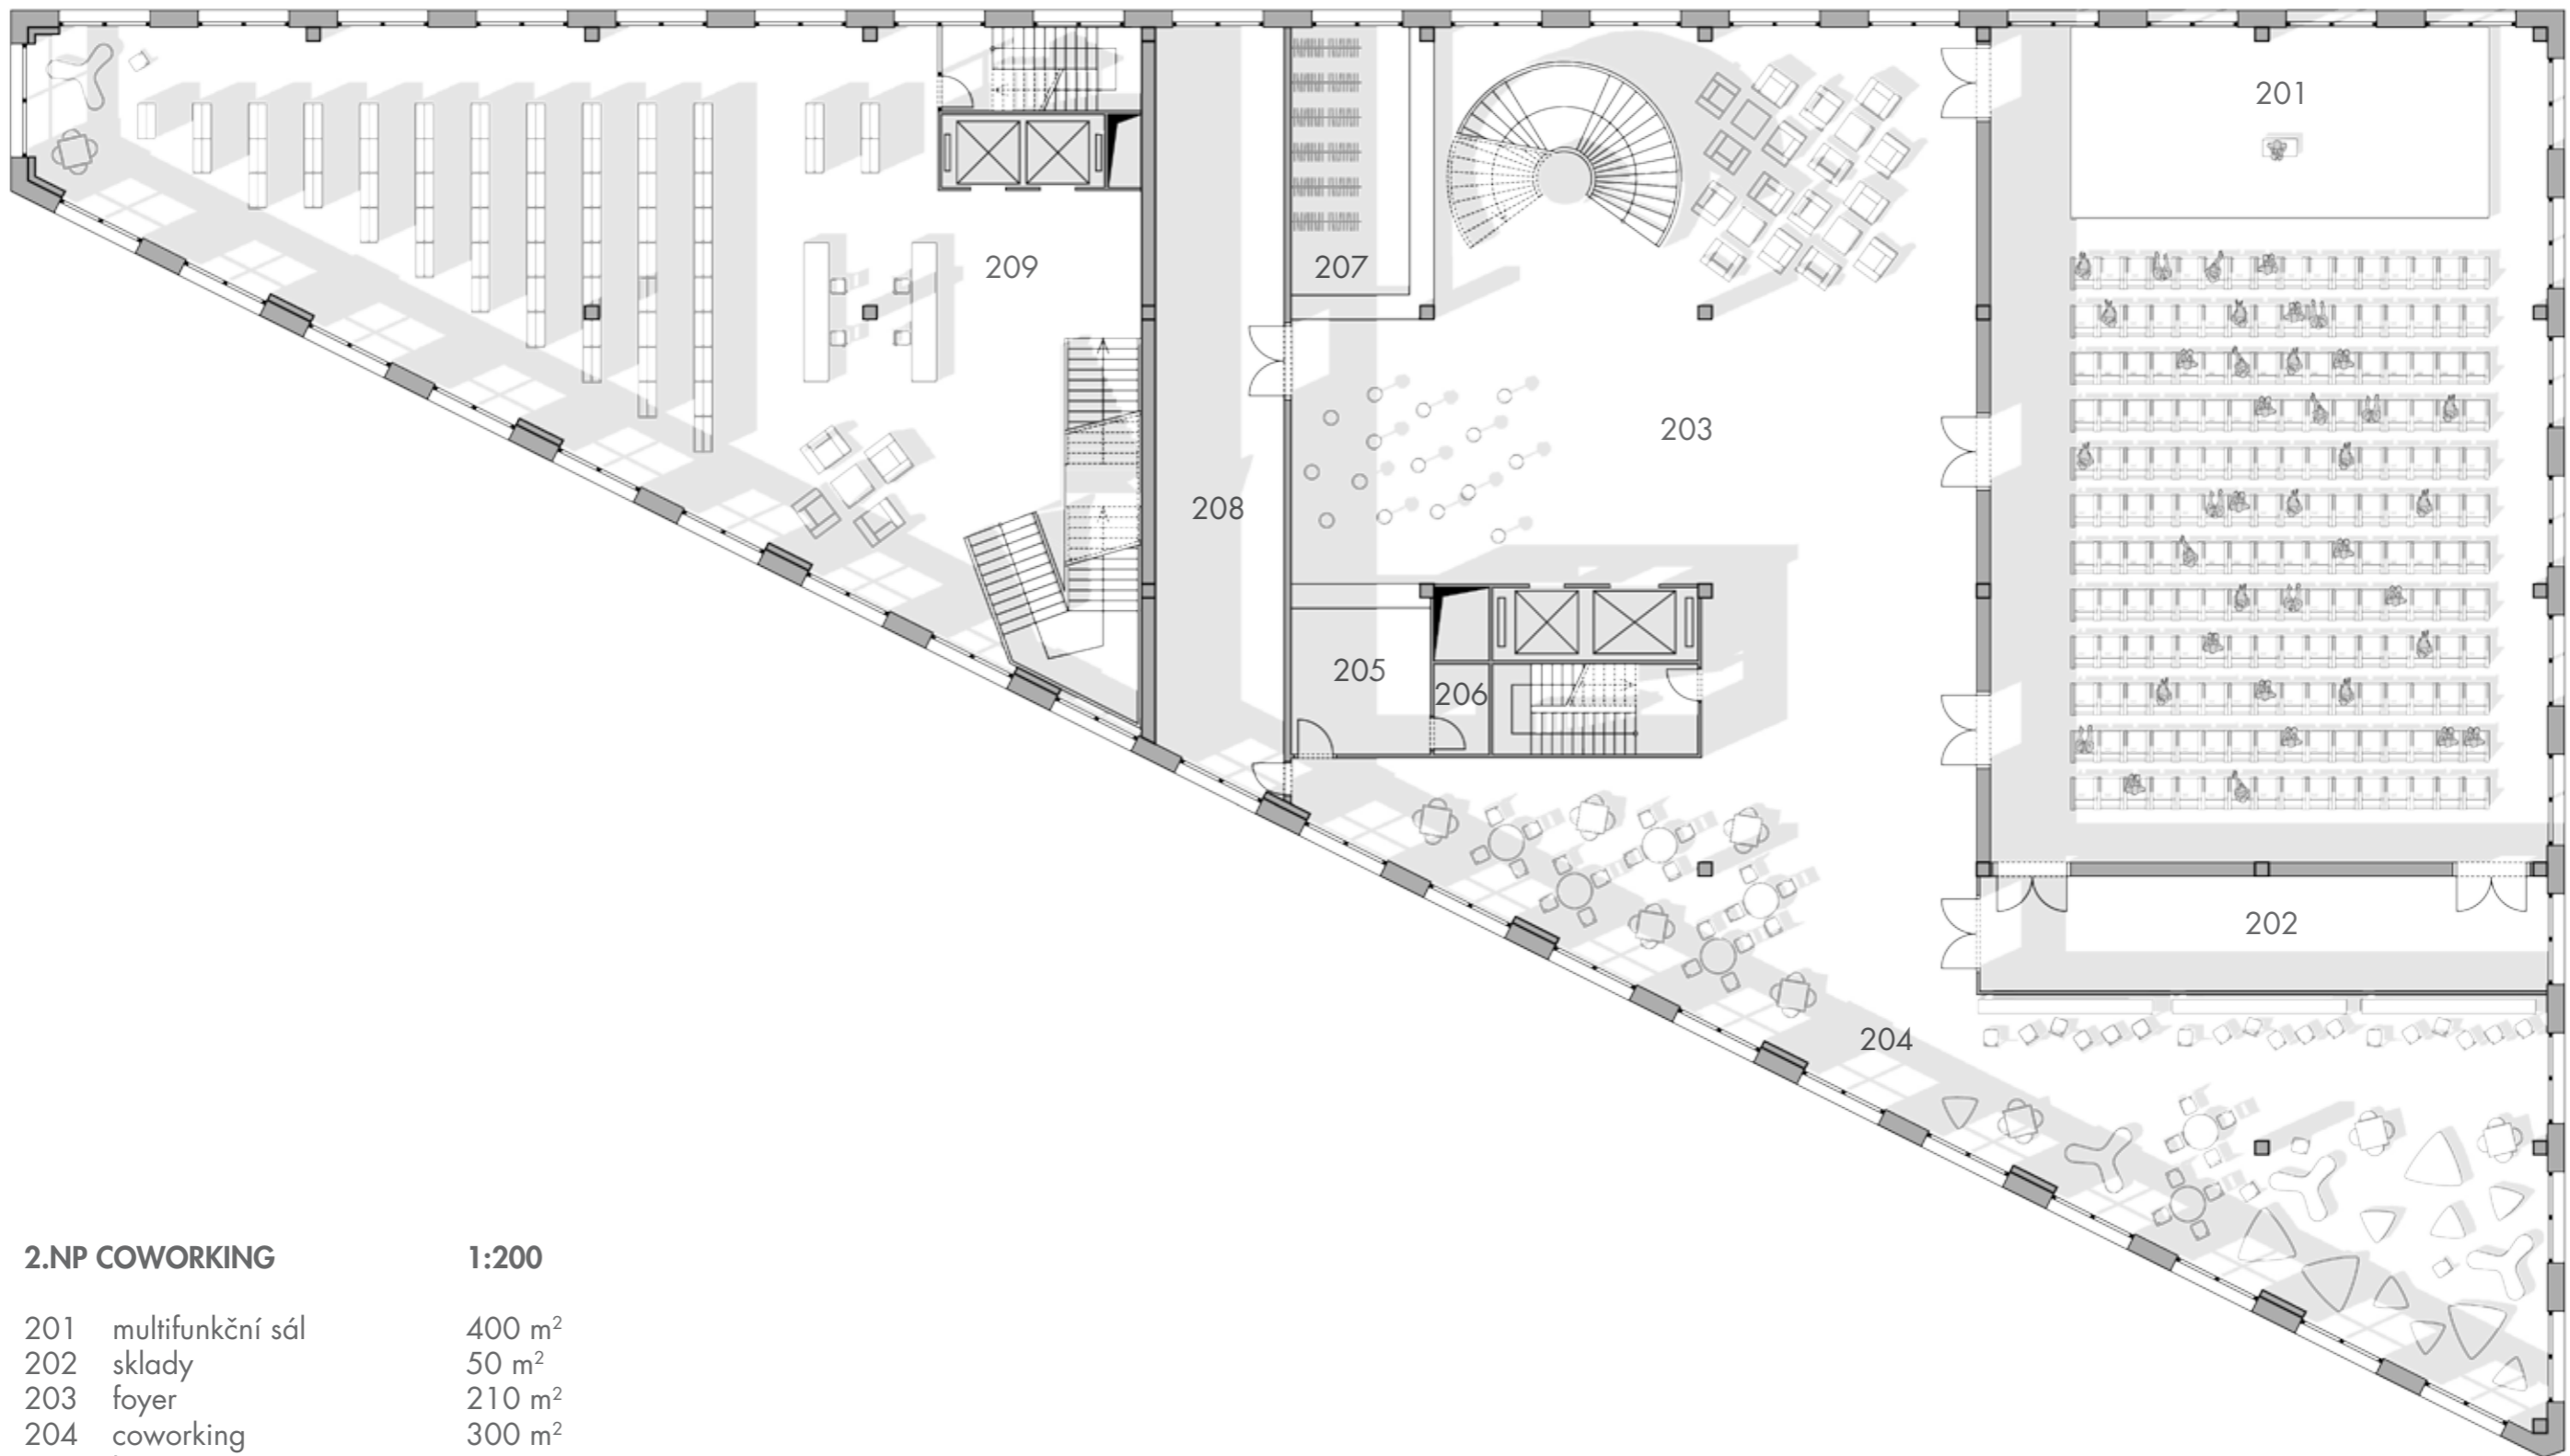 201
209
207
203
208
205
206
202
204
2.NP COWORKING 1:200
201 multifunkční sál 400 m²
202 sklady 50 m²
203 foyer 210 m²
204 coworking 300 m²